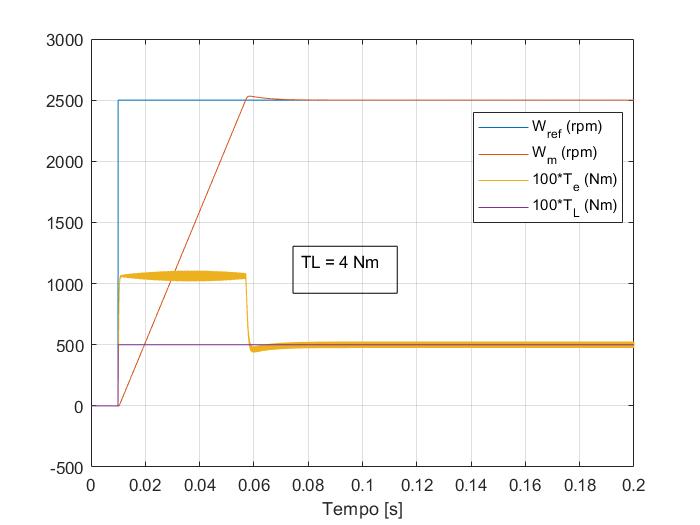 3000
2500
2000
1500
1000
500
0
-500
W_ref (rpm)
W_m (rpm)
100*T_e (Nm)
100*T_L (Nm)
TL = 4 Nm
0 0.02 0.04 0.06 0.08 0.1 0.12 0.14 0.16 0.18 0.2
Tempo [s]